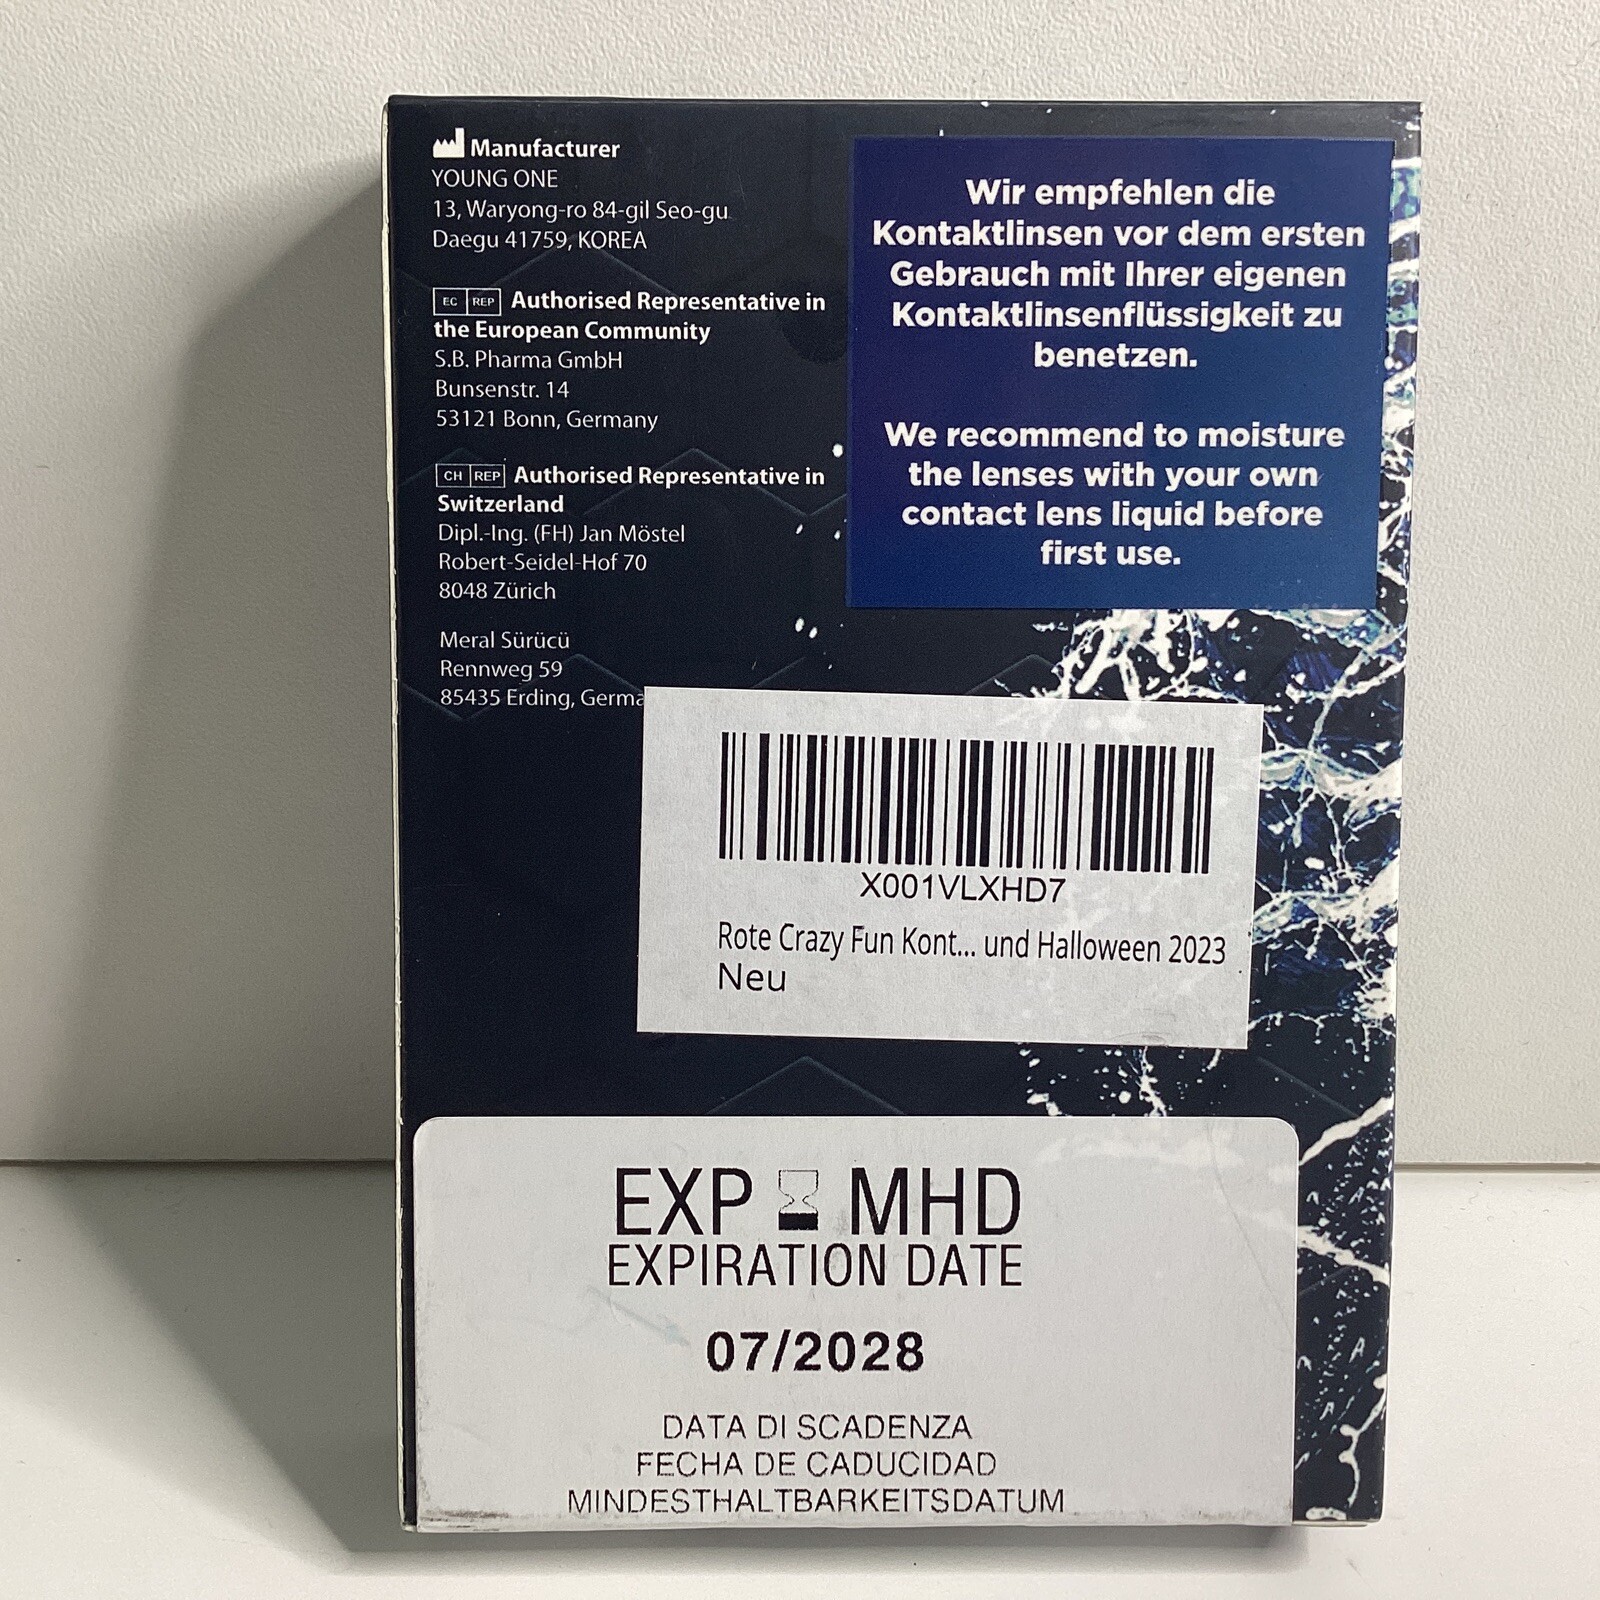 Manufacturer
YOUNG ONE
13, Waryong-ro 84-gil Seo-gu
Daegu 41759, KOREA
EC REP Authorised Representative in
the European Community
S.B. Pharma GmbH
Bunsenstr. 14
53121 Bonn, Germany
CH REP Authorised Representative in
Switzerland
Dipl.-Ing. (FH) Jan Möstel
Robert-Seidel-Hof 70
8048 Zürich
Meral Sürücü
Rennweg 59
85435 Erding, Germa
Wir empfehlen die
Kontaktlinsen vor dem ersten
Gebrauch mit Ihrer eigenen
Kontaktlinsenflüssigkeit zu
benetzen.
We recommend to moisture
the lenses with your own
contact lens liquid before
first use.
X001VLXHD7
Rote Crazy Fun Kont... und Halloween 2023
Neu
EXP MHD
EXPIRATION DATE
07/2028
DATA DI SCADENZA
FECHA DE CADUCIDAD
MINDESTHALTBARKEITSDATUM